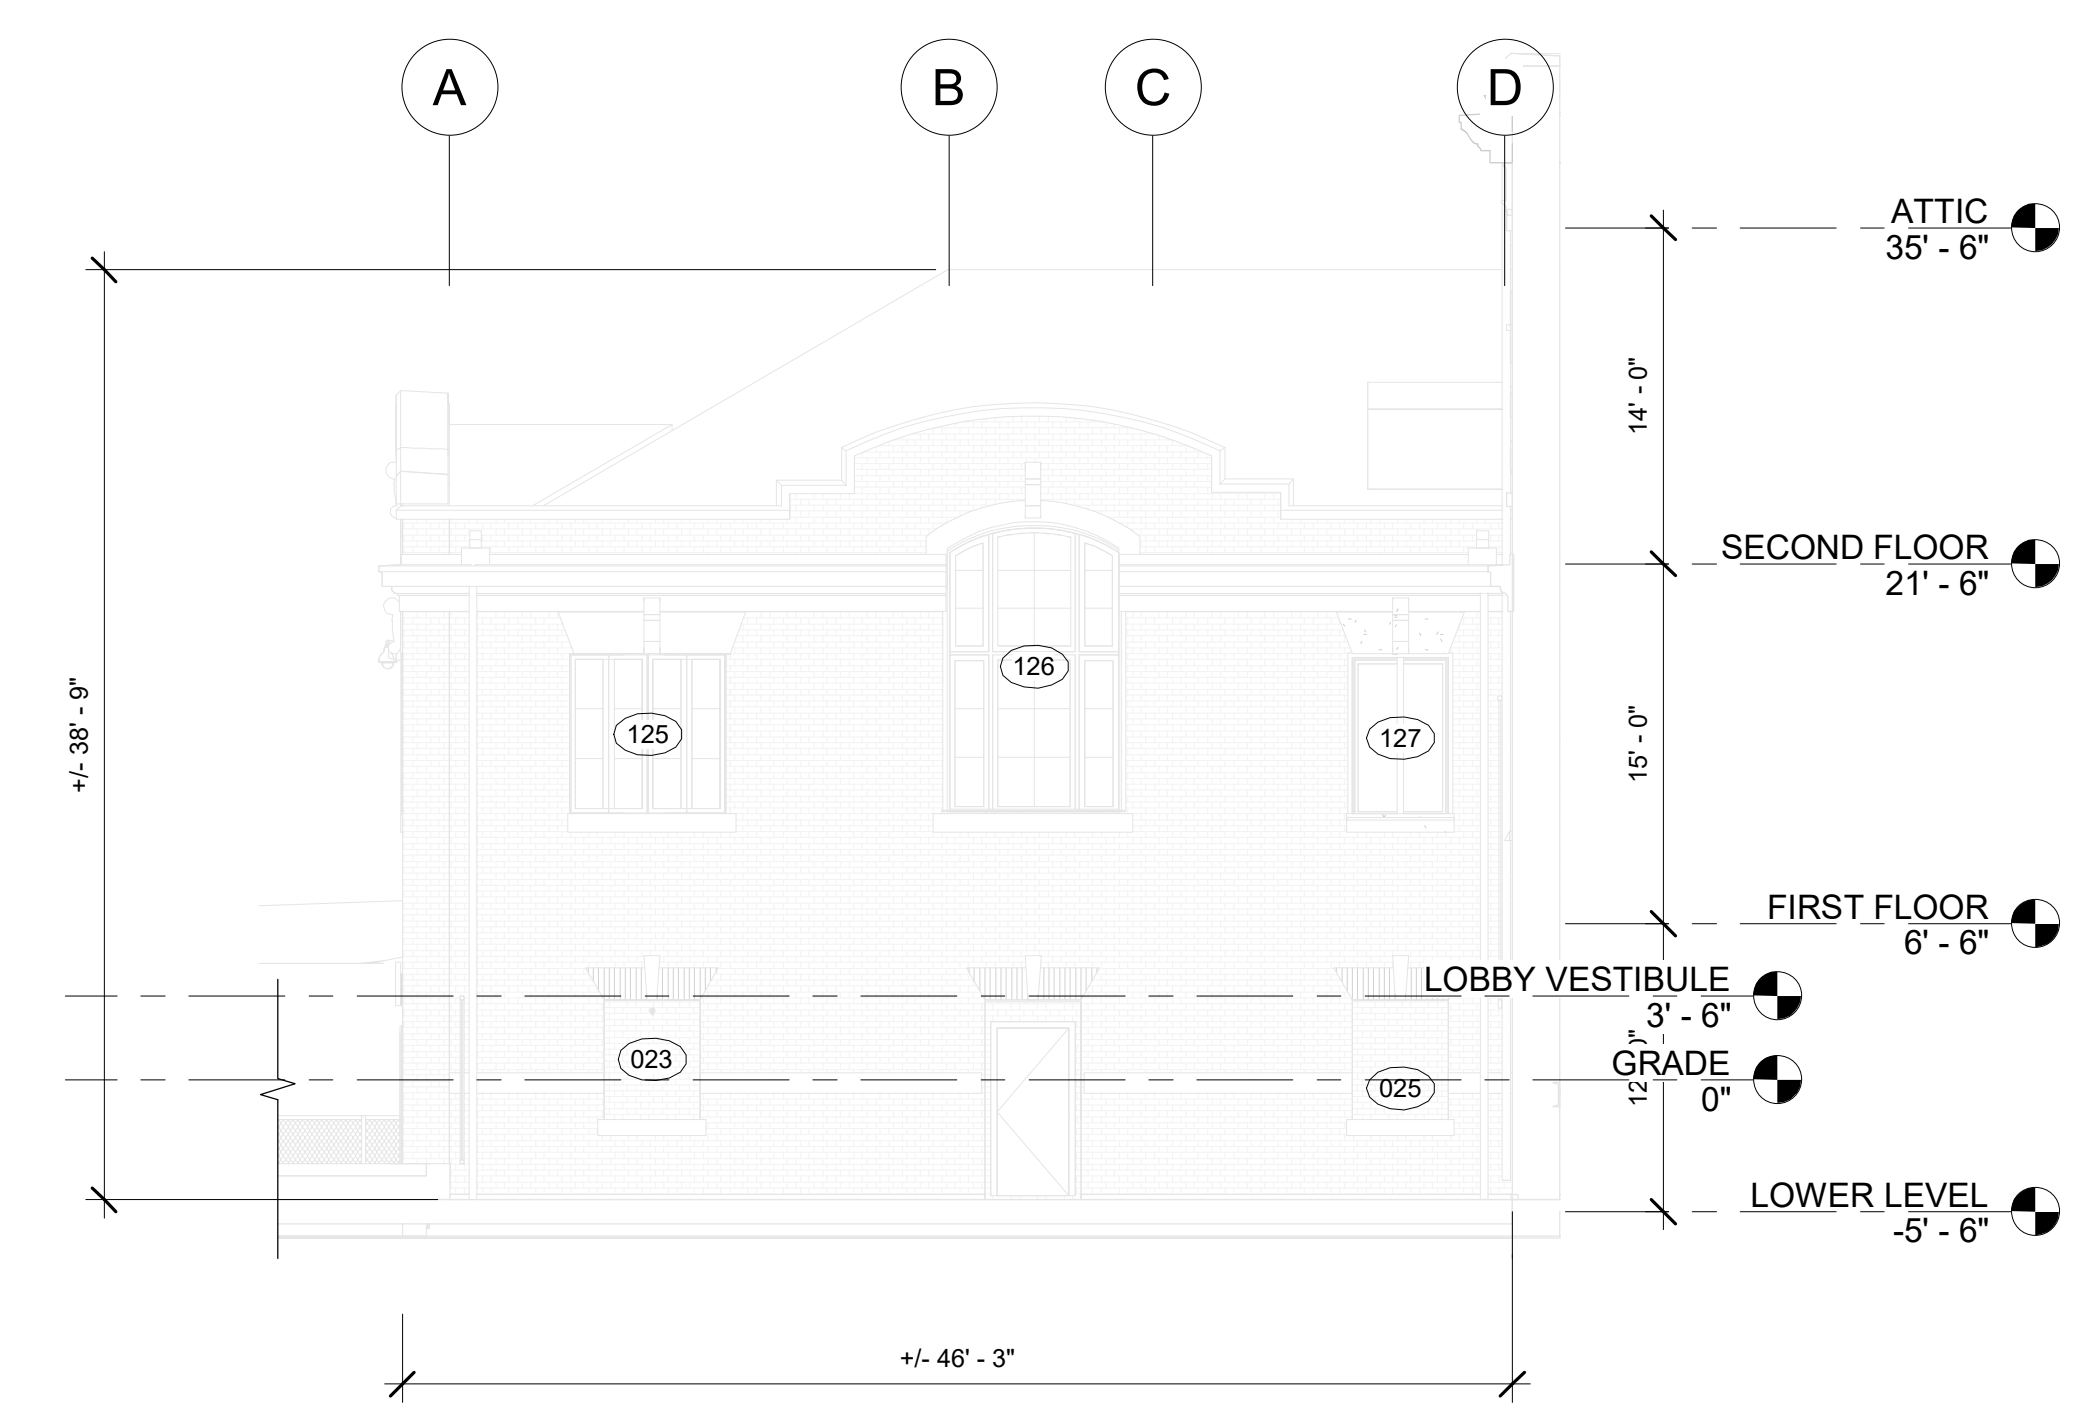 A
B
C
D
ATTIC
35' - 6"
14' - 0"
SECOND FLOOR
21' - 6"
+/- 38' - 9"
125
126
127
15' - 0"
FIRST FLOOR
6' - 6"
LOBBY VESTIBULE
3' - 6"
023
025
GRADE
0"
12
LOWER LEVEL
-5' - 6"
+/- 46' - 3"